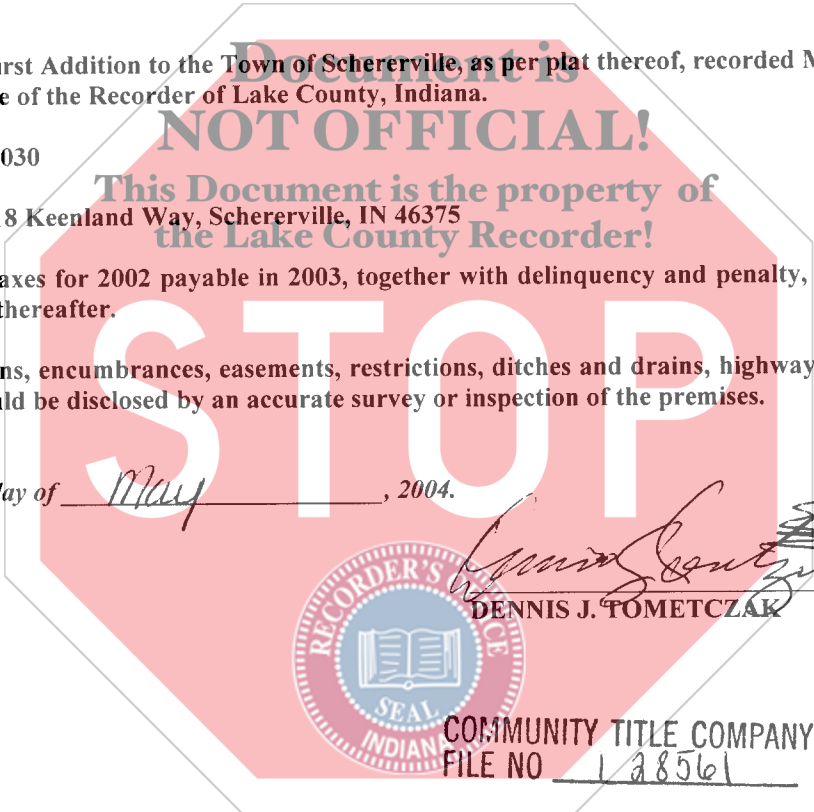 urst Addition to the Town of Schererville, as per plat thereof, recorded M
e of the Recorder of Lake County, Indiana.
Document is
NOT OFFICIAL!
030
This Document is the property of
8 Keenland Way, Schererville, IN 46375
the Lake County Recorder!
axes for 2002 payable in 2003, together with delinquency and penalty,
thereafter.
STOP
ns, encumbrances, easements, restrictions, ditches and drains, highway
ld be disclosed by an accurate survey or inspection of the premises.
ay of May, 2004.
DENNIS J. TOMETCZAK
RECORDER'S OFFICE
SEAL
INDIANA
COMMUNITY TITLE COMPANY
FILE NO 128561